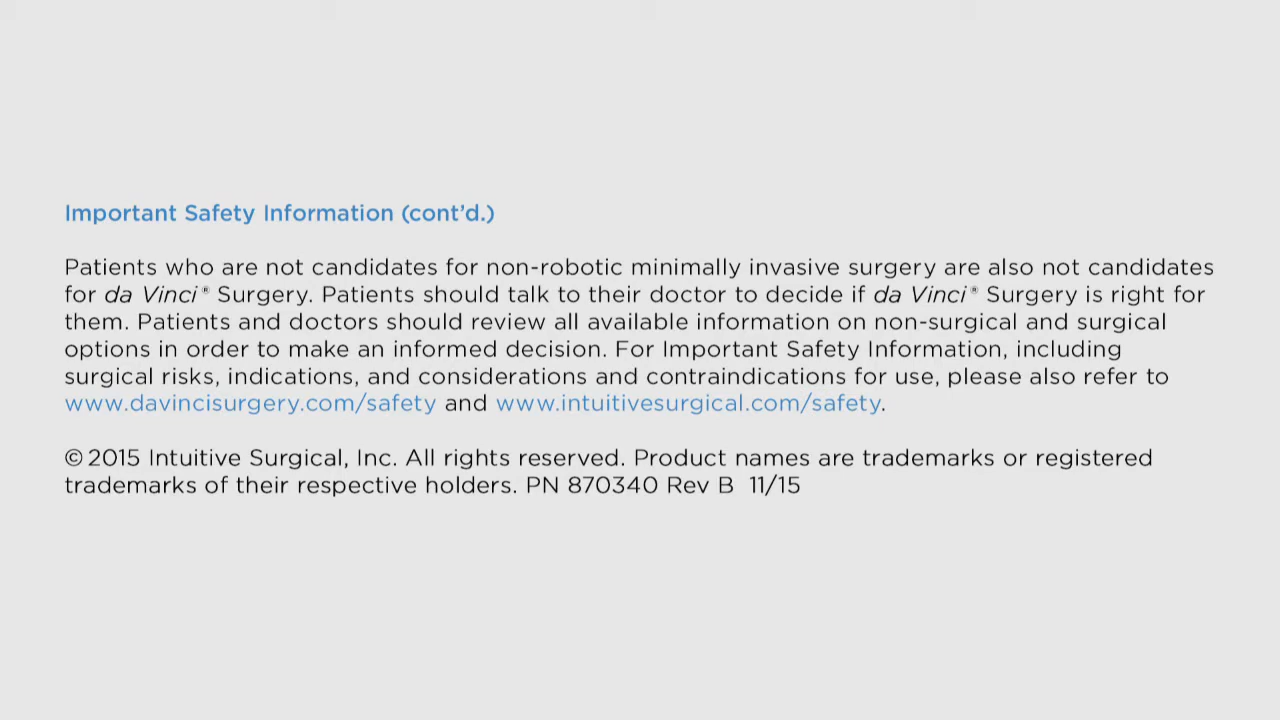 Important Safety Information (cont’d.)
Patients who are not candidates for non-robotic minimally invasive surgery are also not candidates
for da Vinci® Surgery. Patients should talk to their doctor to decide if da Vinci® Surgery is right for
them. Patients and doctors should review all available information on non-surgical and surgical
options in order to make an informed decision. For Important Safety Information, including
surgical risks, indications, and considerations and contraindications for use, please also refer to
www.davincisurgery.com/safety and www.intuitivesurgical.com/safety.
© 2015 Intuitive Surgical, Inc. All rights reserved. Product names are trademarks or registered
trademarks of their respective holders. PN 870340 Rev B  11/15